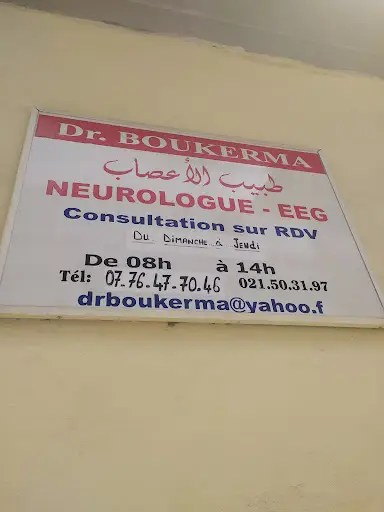 Dr. BOUKERMA
طبيب الأعصاب
NEUROLOGUE - EEG
Consultation sur RDV
Du Dimanche à Jeudi
De 08h à 14h
Tél: 07-76-47-70.46 021.50.31.97
drboukerma@yahoo.f